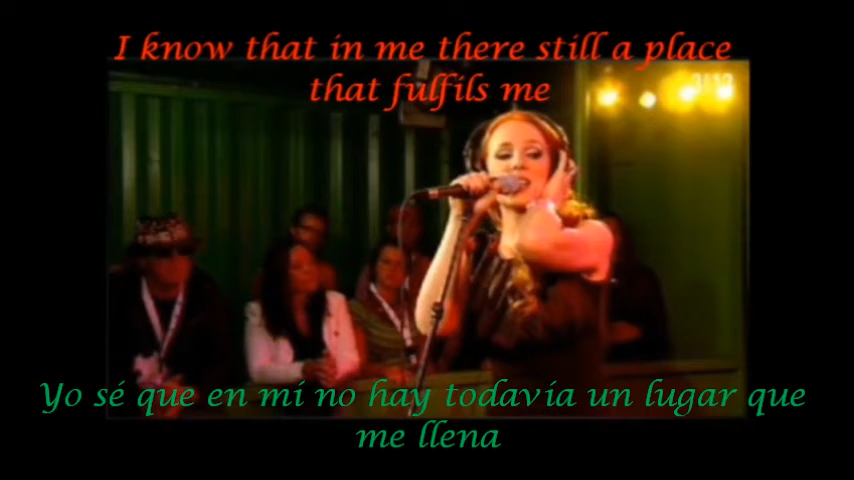 I know that in me there still a place
that fulfils me
Yo sé que en mí no hay todavía un lugar que
me llena